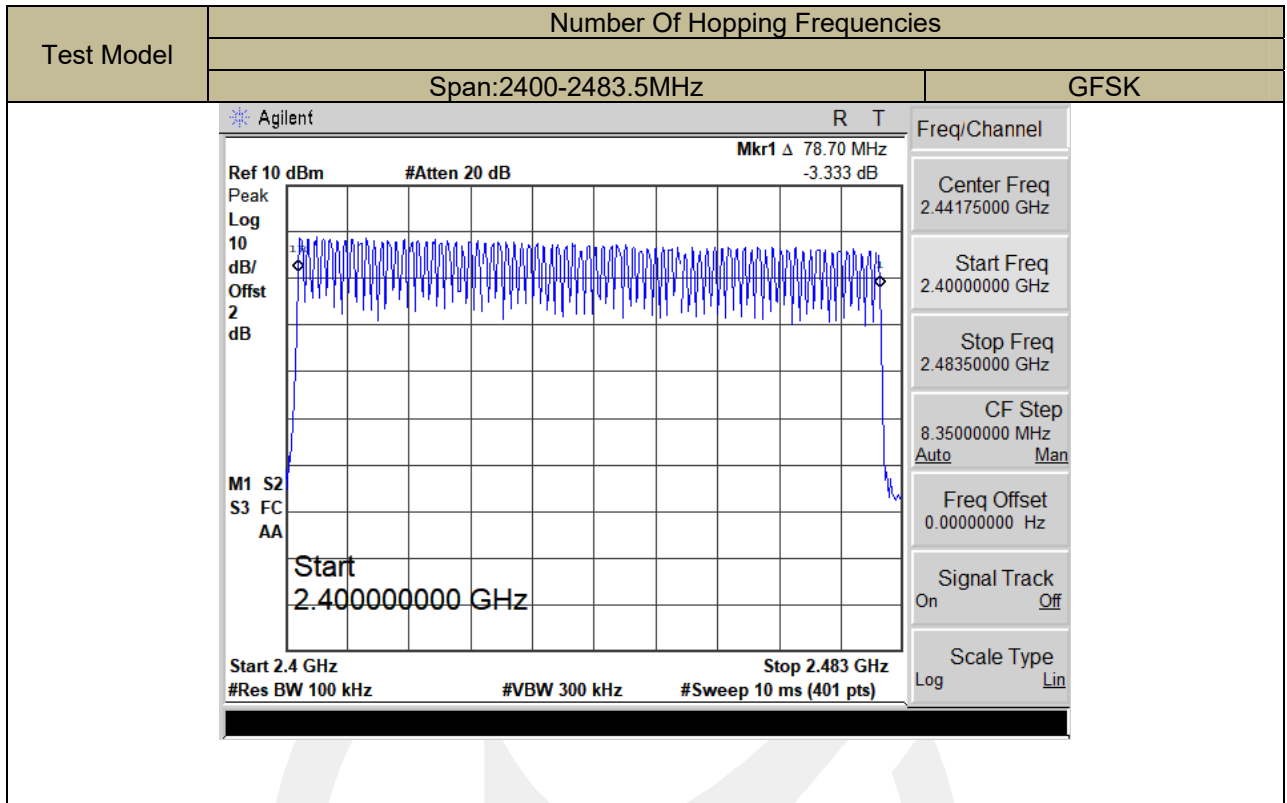 Test Model
Number Of Hopping Frequencies
Span:2400-2483.5MHz
GFSK
Agilent
R T
Mkr1 Δ 78.70 MHz
Ref 10 dBm
#Atten 20 dB
-3.333 dB
Peak
Log
10
dB/
Offst
2
dB
M1 S2
S3 FC
AA
Start
2.400000000 GHz
Start 2.4 GHz
Stop 2.483 GHz
#Res BW 100 kHz
#VBW 300 kHz
#Sweep 10 ms (401 pts)
Freq/Channel
Center Freq
2.44175000 GHz
Start Freq
2.40000000 GHz
Stop Freq
2.48350000 GHz
CF Step
8.35000000 MHz
Auto Man
Freq Offset
0.00000000 Hz
Signal Track
On Off
Scale Type
Log Lin